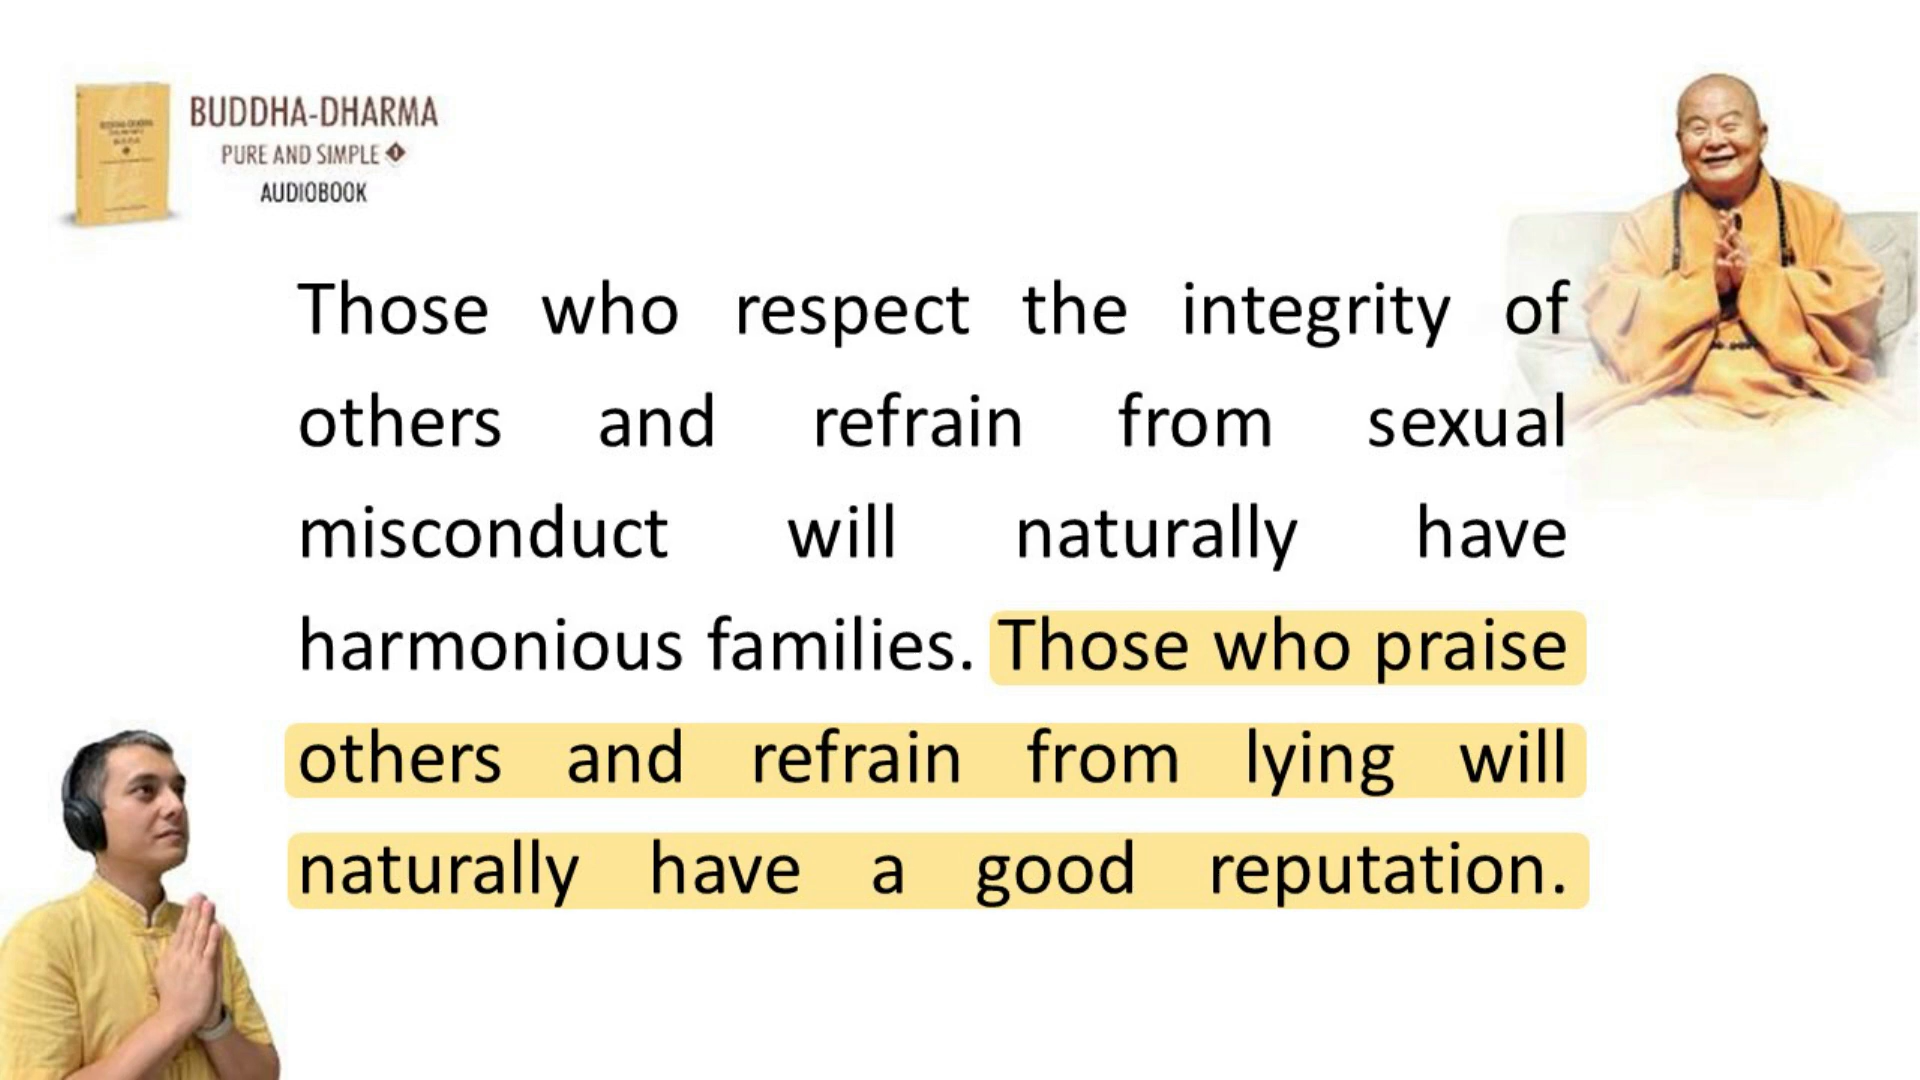 BUDDHA-DHARMA
PURE AND SIMPLE 1
AUDIOBOOK
Those who respect the integrity of
others and refrain from sexual
misconduct will naturally have
harmonious families. Those who praise
others and refrain from lying will
naturally have a good reputation.